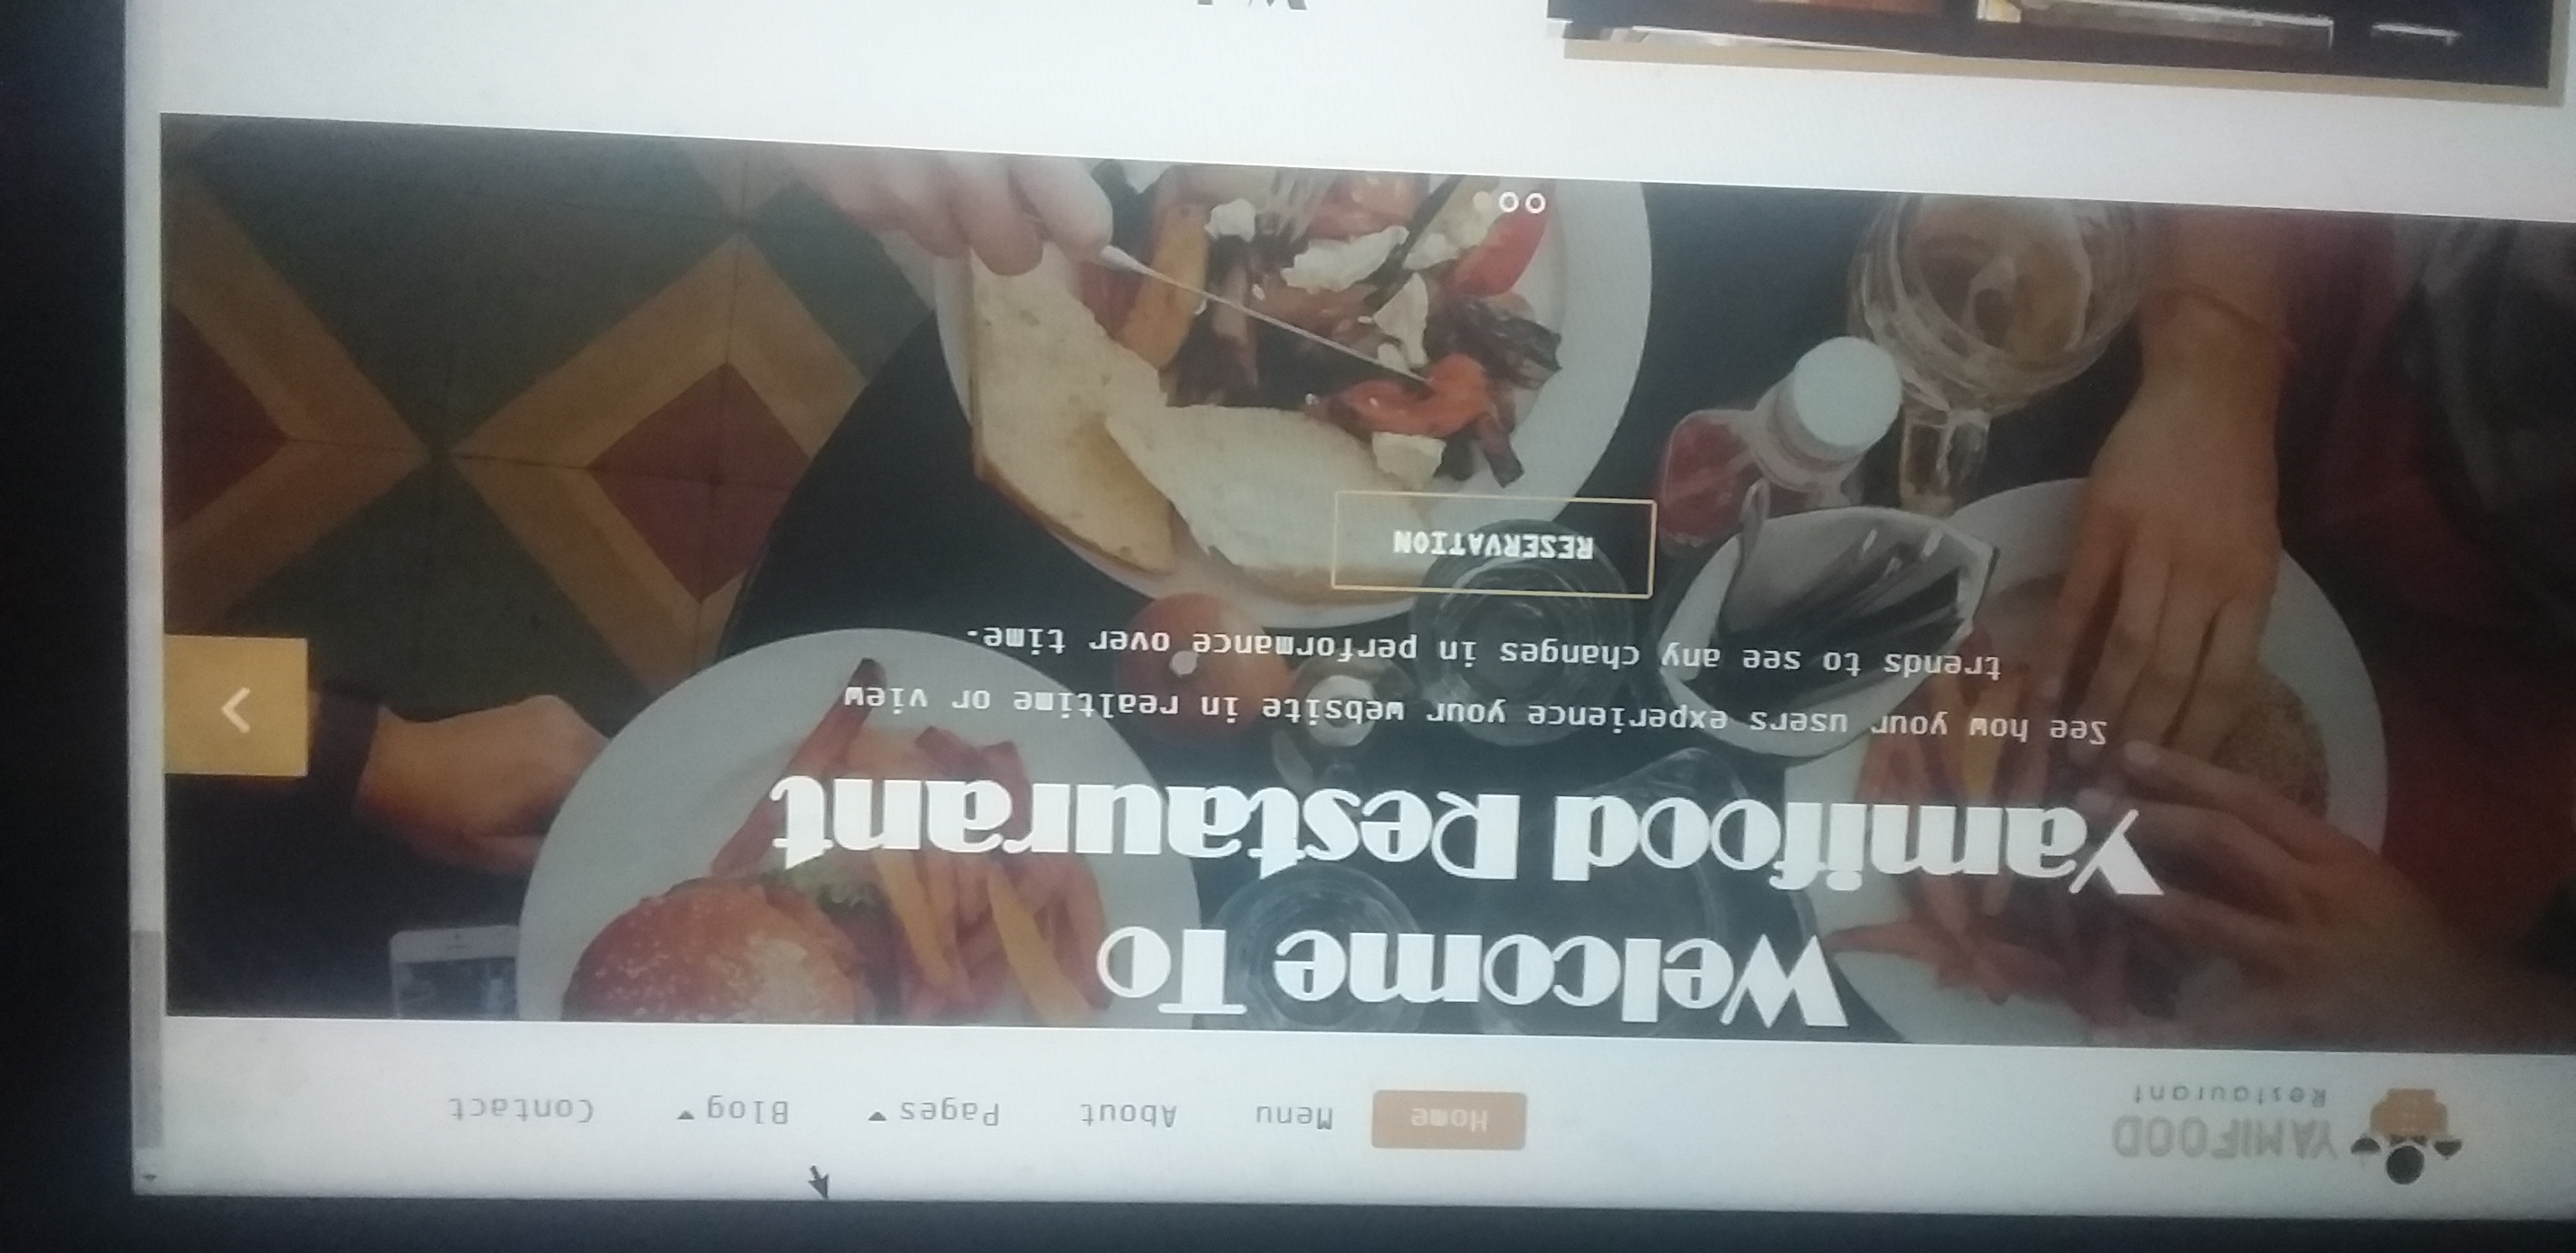 YAMIFOOD
Restaurant
Home Menu About Pages Blog Contact
Welcome To
Yamifood Restaurant
See how your users experience your website in realtime or view
trends to see any changes in performance over time.
RESERVATION